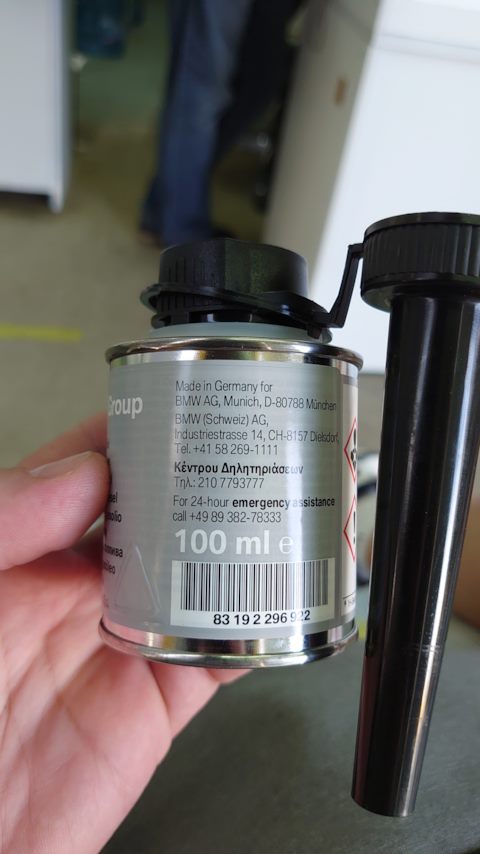 Group
Made in Germany for
BMW AG, Munich, D-80788 München
BMW (Schweiz) AG,
Industriestrasse 14, CH-8157 Dielsdorf,
Tel. +41 58 269-1111
Κέντρου Δηλητηριάσεων
Τηλ.: 210 7793777
For 24-hour emergency assistance
call +49 89 382-78333
100 ml e
83 19 2 296 922